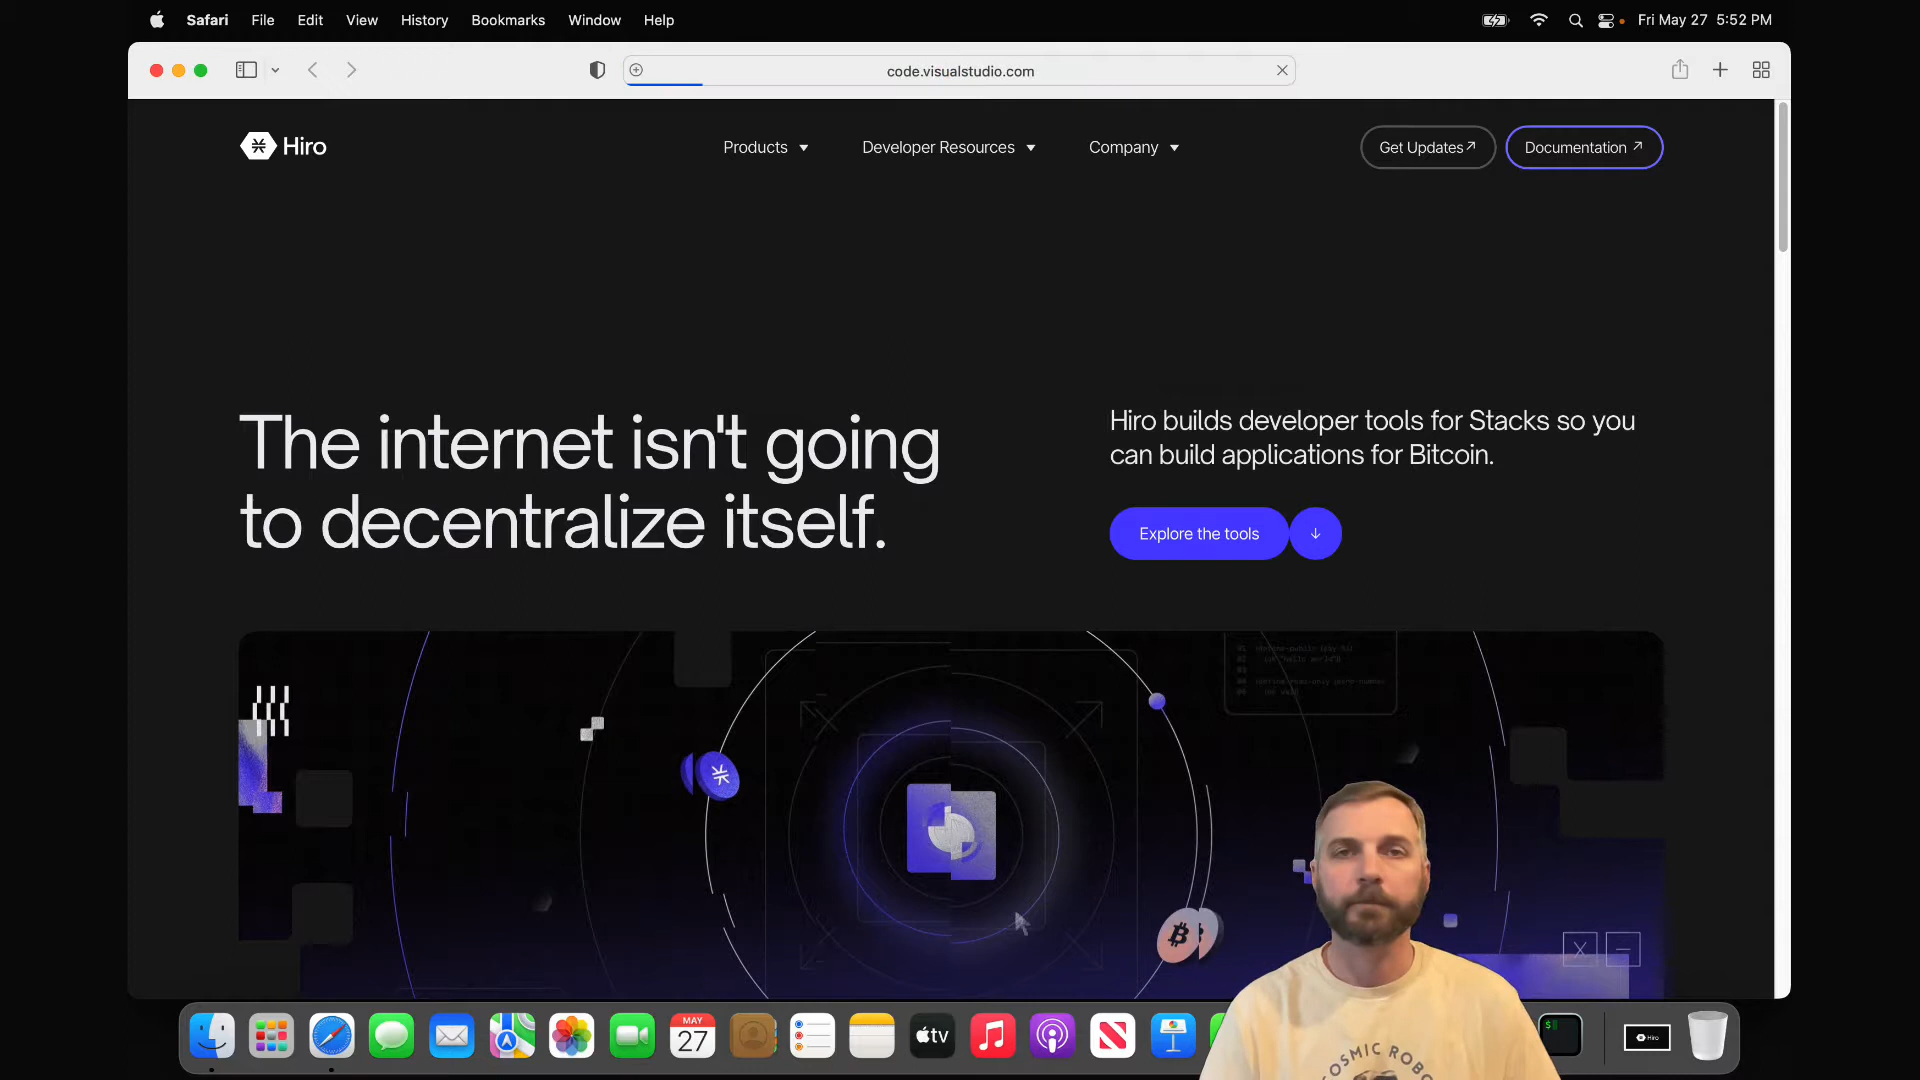 Safari File Edit View History Bookmarks Window Help Fri May 27 5:52 PM
code.visualstudio.com
Hiro Products Developer Resources Company Get Updates Documentation
The internet isn't going
to decentralize itself.
Hiro builds developer tools for Stacks so you
can build applications for Bitcoin.
Explore the tools
MAY
27
tv
$
Hiro
COSMIC ROBO